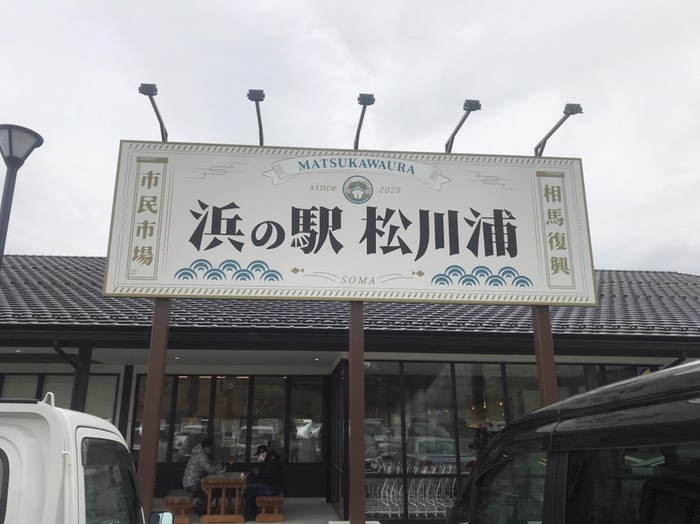 MATSUKAWAURA
since 2020
浜の駅 松川浦
SOMA
市民市場
相馬復興